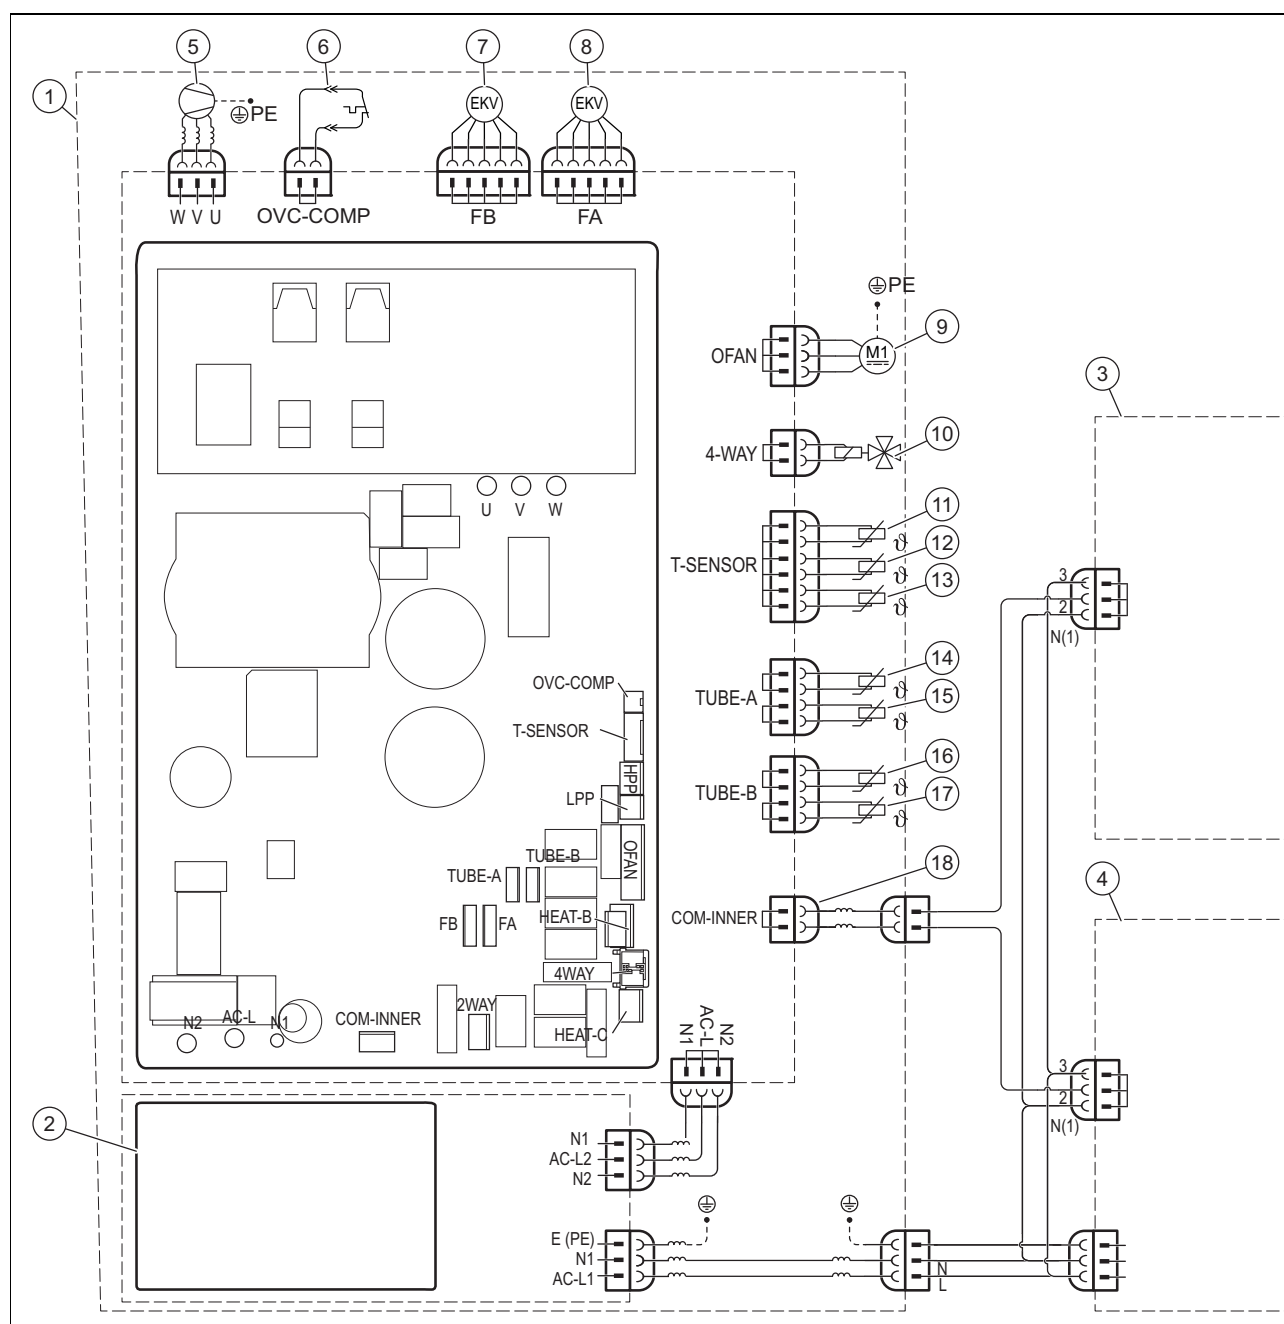 5 6 7 8
1
EKV EKV
PE
W V U OVC-COMP FB FA
PE
9
M1
OFAN
3
10
4-WAY
U V W
11
ϑ
12
T-SENSOR
ϑ
13
ϑ
3
2
N(1)
14
ϑ
OVC-COMP
TUBE-A
15
ϑ
T-SENSOR
16
HPP
ϑ
LPP
TUBE-B
17
ϑ
OFAN
TUBE-B
TUBE-A
18
4
HEAT-B
FB FA
COM-INNER
4WAY
2WAY
N2 AC-L N1 COM-INNER
HEAT-C
N1 AC-L N2
3
2
N(1)
2
N1
AC-L2
N2
E (PE)
N1
AC-L1
N
L